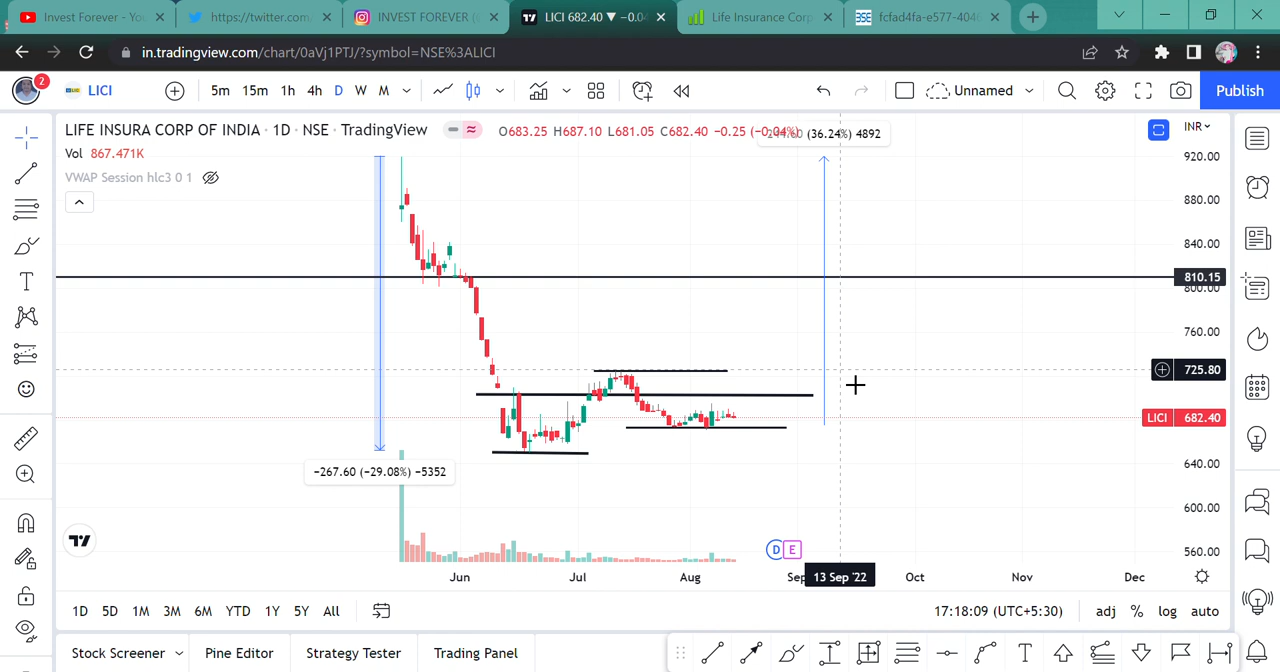 Invest Forever - Yo
https://twitter.com
INVEST FOREVER (
LICI 682.40 ▼ −0.0
Life Insurance Corp
fcfad4fa-e577-404
in.tradingview.com/chart/0aVj1PTJ/?symbol=NSE%3ALICI
2
LIC LICI
5m 15m 1h 4h D W M
Unnamed
Publish
LIFE INSURA CORP OF INDIA · 1D · NSE · TradingView
O683.25 H687.10 L681.05 C682.40 −0.25 (−0.04%)
(36.24%) 4892
INR
Vol 867.471K
VWAP Session hlc3 0 1
920.00
880.00
840.00
810.15
800.00
760.00
725.80
LICI 682.40
640.00
−267.60 (−29.08%) −5352
600.00
560.00
D E
Jun Jul Aug Sep 13 Sep '22 Oct Nov Dec
1D 5D 1M 3M 6M YTD 1Y 5Y All
17:18:09 (UTC+5:30) adj % log auto
Stock Screener Pine Editor Strategy Tester Trading Panel